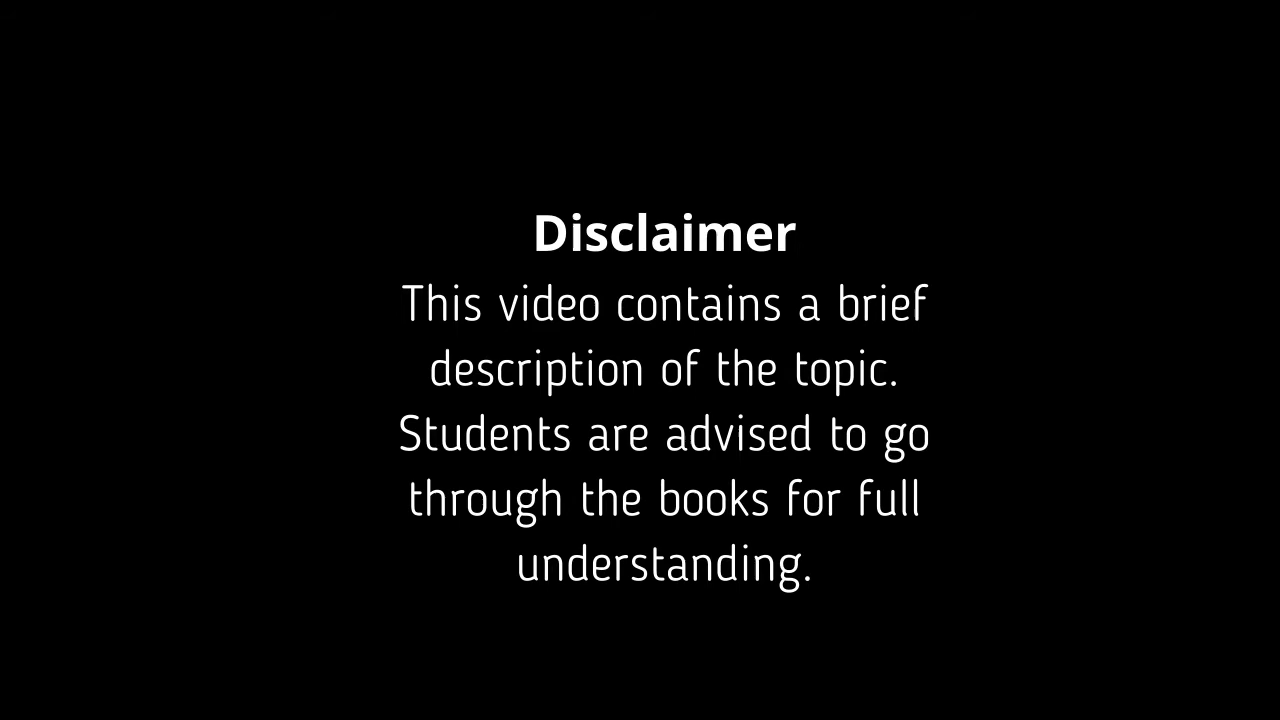 Disclaimer
This video contains a brief
description of the topic.
Students are advised to go
through the books for full
understanding.